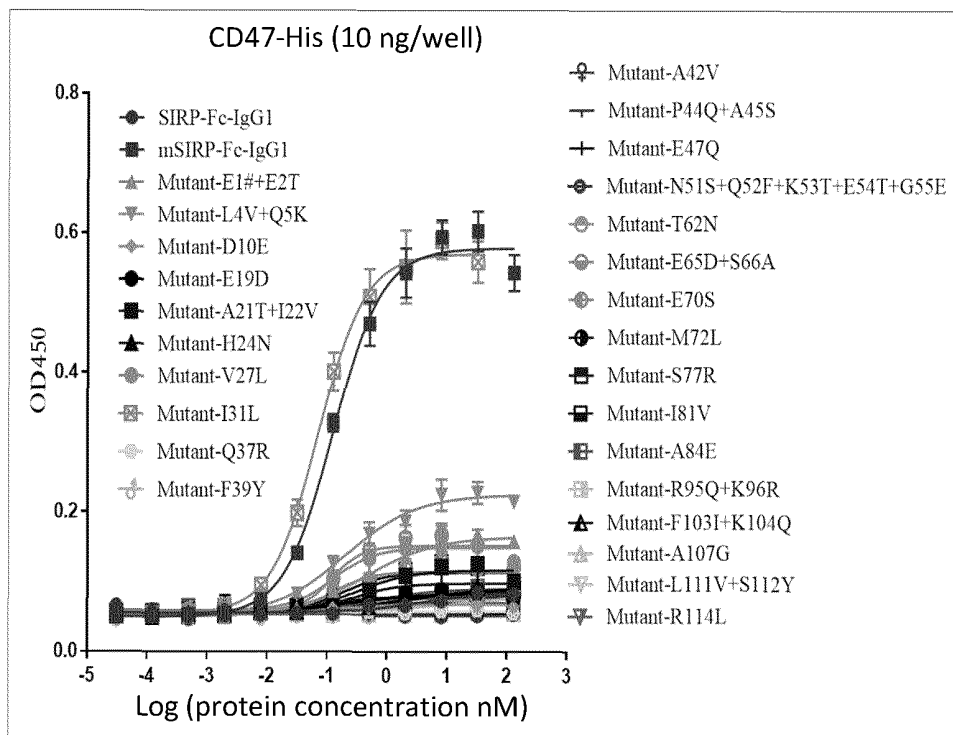 CD47-His (10 ng/well)
OD450
0.8
0.6
0.4
0.2
0.0
SIRP-Fc-IgG1
mSIRP-Fc-IgG1
Mutant-E1#+E2T
Mutant-L4V+Q5K
Mutant-D10E
Mutant-E19D
Mutant-A21T+I22V
Mutant-H24N
Mutant-V27L
Mutant-I31L
Mutant-Q37R
Mutant-F39Y
Mutant-A42V
Mutant-P44Q+A45S
Mutant-E47Q
Mutant-N51S+Q52F+K53T+E54T+G55E
Mutant-T62N
Mutant-E65D+S66A
Mutant-E70S
Mutant-M72L
Mutant-S77R
Mutant-I81V
Mutant-A84E
Mutant-R95Q+K96R
Mutant-F103I+K104Q
Mutant-A107G
Mutant-L111V+S112Y
Mutant-R114L
-5 -4 -3 -2 -1 0 1 2 3
Log (protein concentration nM)